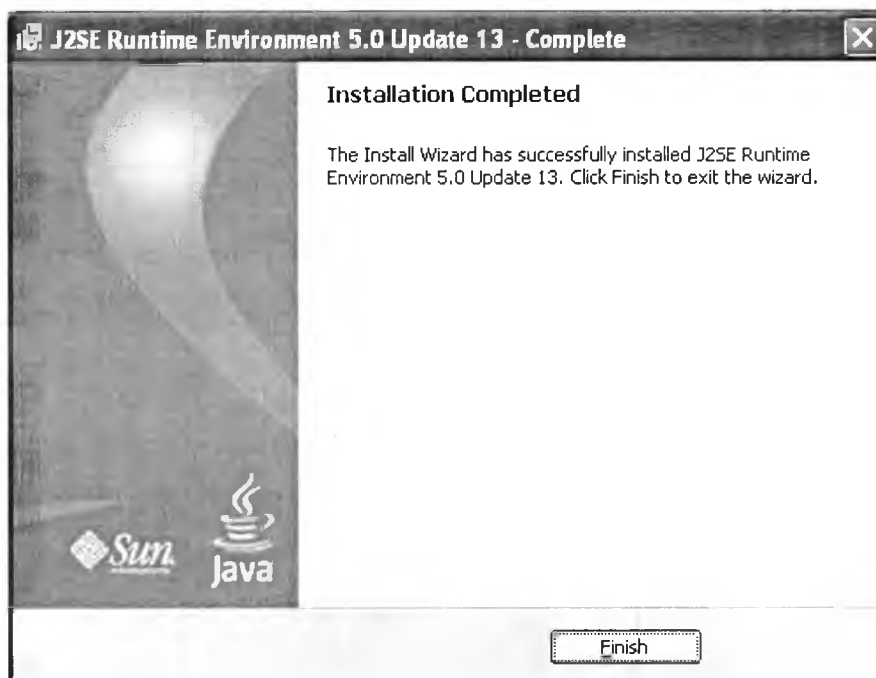 J2SE Runtime Environment 5.0 Update 13 - Complete
Installation Completed
The Install Wizard has successfully installed J2SE Runtime
Environment 5.0 Update 13. Click Finish to exit the wizard.
Sun
Java
Finish